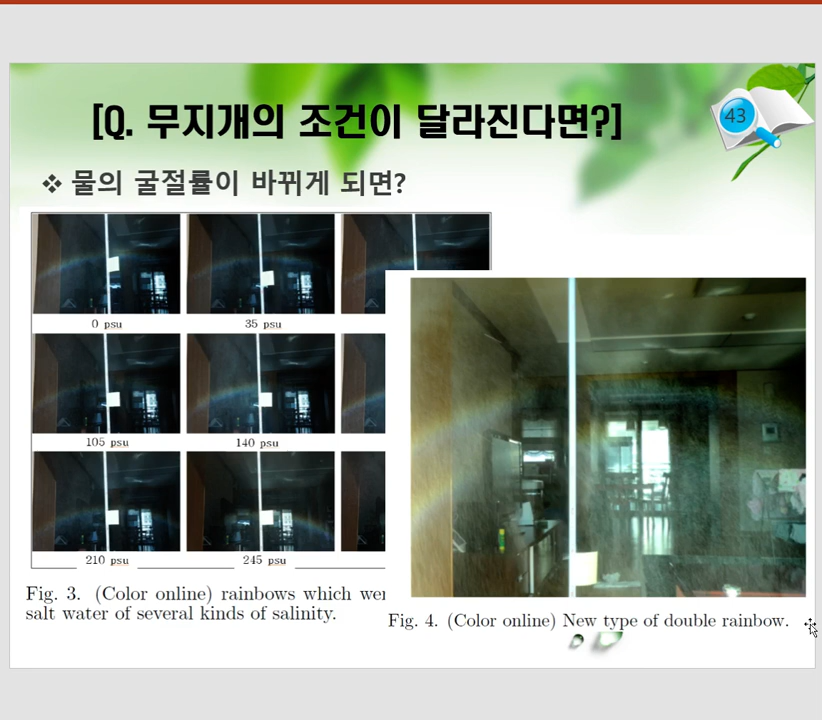 [Q. 무지개의 조건이 달라진다면?]
43
❖ 물의 굴절률이 바뀌게 되면?
0 psu
35 psu
105 psu
140 psu
210 psu
245 psu
Fig. 3. (Color online) rainbows which wer
salt water of several kinds of salinity.
Fig. 4. (Color online) New type of double rainbow.